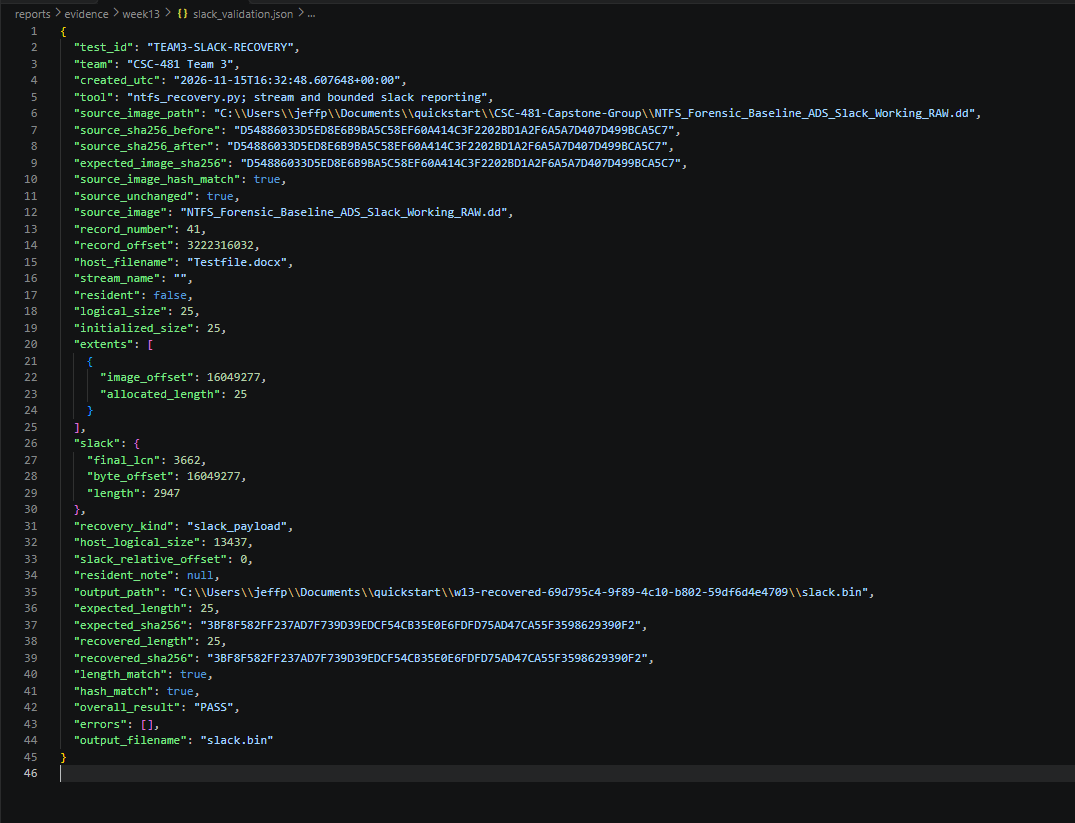 reports > evidence > week13 > {} slack_validation.json > ...
1 {
2 "test_id": "TEAM3-SLACK-RECOVERY",
3 "team": "CSC-481 Team 3",
4 "created_utc": "2026-11-15T16:32:48.607648+00:00",
5 "tool": "ntfs_recovery.py; stream and bounded slack reporting",
6 "source_image_path": "C:\\Users\\jeffp\\Documents\\quickstart\\CSC-481-Capstone-Group\\NTFS_Forensic_Baseline_ADS_Slack_Working_RAW.dd",
7 "source_sha256_before": "D54886033D5ED8E6B9BA5C58EF60A414C3F2202BD1A2F6A5A7D407D499BCA5C7",
8 "source_sha256_after": "D54886033D5ED8E6B9BA5C58EF60A414C3F2202BD1A2F6A5A7D407D499BCA5C7",
9 "expected_image_sha256": "D54886033D5ED8E6B9BA5C58EF60A414C3F2202BD1A2F6A5A7D407D499BCA5C7",
10 "source_image_hash_match": true,
11 "source_unchanged": true,
12 "source_image": "NTFS_Forensic_Baseline_ADS_Slack_Working_RAW.dd",
13 "record_number": 41,
14 "record_offset": 3222316032,
15 "host_filename": "Testfile.docx",
16 "stream_name": "",
17 "resident": false,
18 "logical_size": 25,
19 "initialized_size": 25,
20 "extents": [
21 {
22 "image_offset": 16049277,
23 "allocated_length": 25
24 }
25 ],
26 "slack": {
27 "final_lcn": 3662,
28 "byte_offset": 16049277,
29 "length": 2947
30 },
31 "recovery_kind": "slack_payload",
32 "host_logical_size": 13437,
33 "slack_relative_offset": 0,
34 "resident_note": null,
35 "output_path": "C:\\Users\\jeffp\\Documents\\quickstart\\w13-recovered-69d795c4-9f89-4c10-b802-59df6d4e4709\\slack.bin",
36 "expected_length": 25,
37 "expected_sha256": "3BF8F582FF237AD7F739D39EDCF54CB35E0E6FDFD75AD47CA55F3598629390F2",
38 "recovered_length": 25,
39 "recovered_sha256": "3BF8F582FF237AD7F739D39EDCF54CB35E0E6FDFD75AD47CA55F3598629390F2",
40 "length_match": true,
41 "hash_match": true,
42 "overall_result": "PASS",
43 "errors": [],
44 "output_filename": "slack.bin"
45 }
46